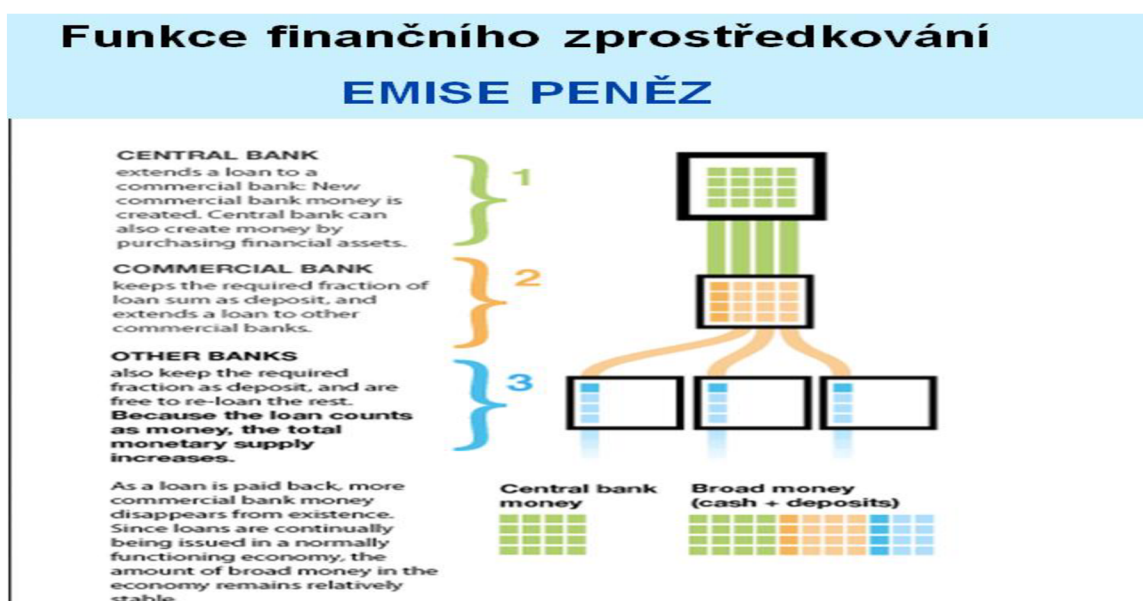 Funkce finančního zprostředkování
EMISE PENĚZ
CENTRAL BANK
extends a loan to a
commercial bank: New
commercial bank money is
created. Central bank can
also create money by
purchasing financial assets.
1
COMMERCIAL BANK
keeps the required fraction of
loan sum as deposit, and
extends a loan to other
commercial banks.
2
OTHER BANKS
also keep the required
fraction as deposit, and are
free to re-loan the rest.
Because the loan counts
as money, the total
monetary supply
increases.
3
As a loan is paid back, more
commercial bank money
disappears from existence.
Since loans are continually
being issued in a normally
functioning economy, the
amount of broad money in the
economy remains relatively
stable.
Central bank
money
Broad money
(cash + deposits)